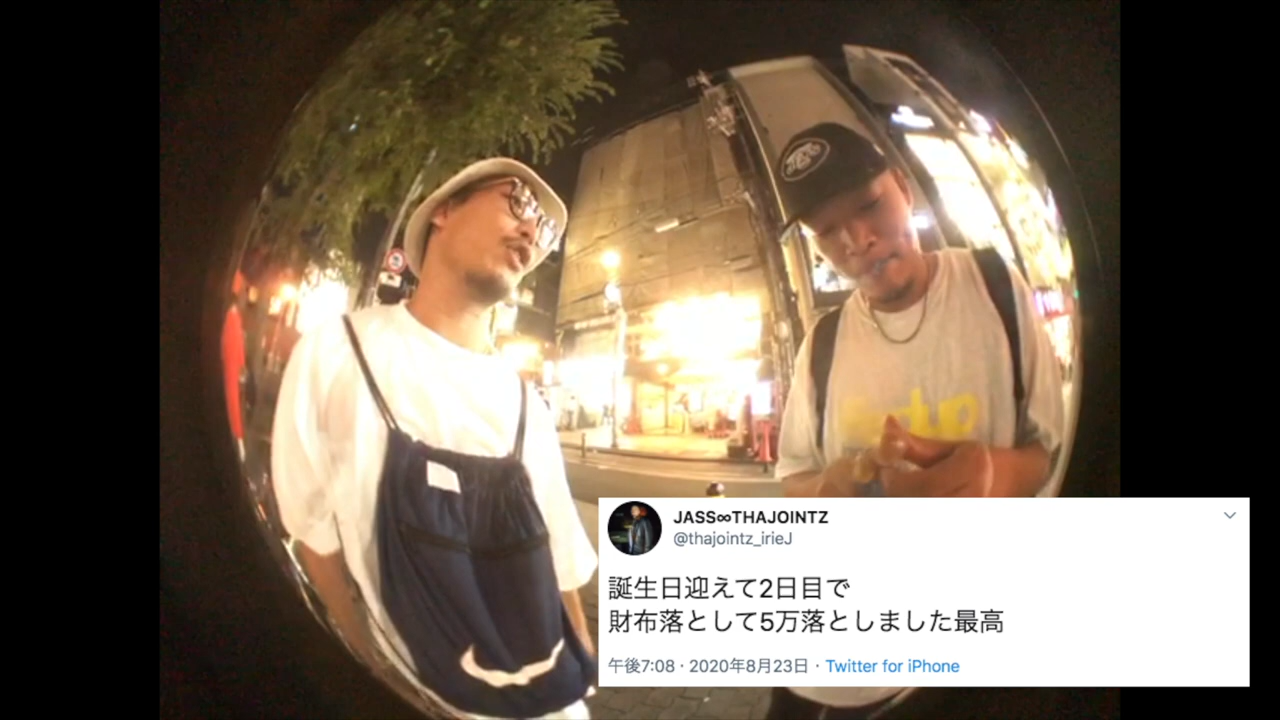 JASS∞THAJOINTZ
@thajointz_irieJ
誕生日迎えて2日目で
財布落として5万落としました最高
午後7:08 · 2020年8月23日 · Twitter for iPhone